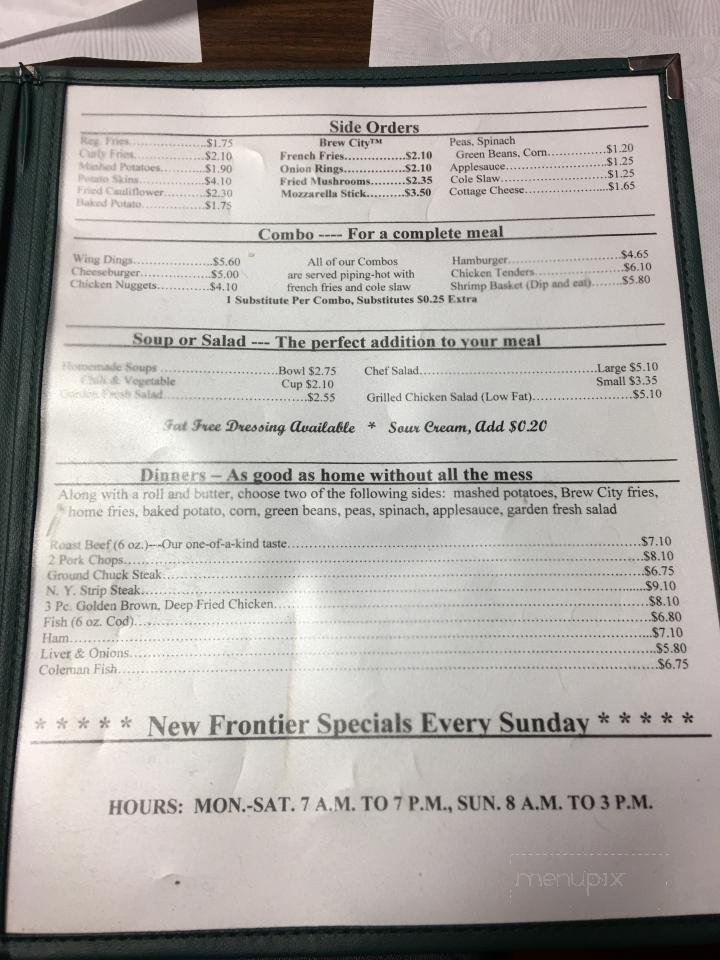 Side Orders
Reg. Fries..................$1.75
Curly Fries.................$2.10
Mashed Potatoes.........$1.90
Potato Skins...............$4.10
Fried Cauliflower........$2.30
Baked Potato..............$1.75
Brew City™
French Fries..............$2.10
Onion Rings..............$2.10
Fried Mushrooms.......$2.35
Mozzarella Stick.........$3.50
Peas, Spinach
Green Beans, Corn...............$1.20
Applesauce..........................$1.25
Cole Slaw............................$1.25
Cottage Cheese....................$1.65
Combo ---- For a complete meal
Wing Dings..................$5.60
Cheeseburger................$5.00
Chicken Nuggets...........$4.10
All of our Combos
are served piping-hot with
french fries and cole slaw
Hamburger............................$4.65
Chicken Tenders.....................$6.10
Shrimp Basket (Dip and eat).......$5.80
1 Substitute Per Combo, Substitutes $0.25 Extra
Soup or Salad --- The perfect addition to your meal
Homemade Soups ........................Bowl $2.75
Chili & Vegetable Cup $2.10
Garden Fresh Salad.............................$2.55
Chef Salad....................................Large $5.10
Small $3.35
Grilled Chicken Salad (Low Fat)....................$5.10
Fat Free Dressing Available * Sour Cream, Add $0.20
Dinners – As good as home without all the mess
Along with a roll and butter, choose two of the following sides: mashed potatoes, Brew City fries,
home fries, baked potato, corn, green beans, peas, spinach, applesauce, garden fresh salad
Roast Beef (6 oz.)---Our one-of-a-kind taste....................................$7.10
2 Pork Chops....................................$8.10
Ground Chuck Steak....................................$6.75
N. Y. Strip Steak....................................$9.10
3 Pc. Golden Brown, Deep Fried Chicken....................................$8.10
Fish (6 oz. Cod)....................................$6.80
Ham....................................$7.10
Liver & Onions....................................$5.80
Coleman Fish....................................$6.75
* * * * * New Frontier Specials Every Sunday * * * * *
HOURS: MON.-SAT. 7 A.M. TO 7 P.M., SUN. 8 A.M. TO 3 P.M.
menupix